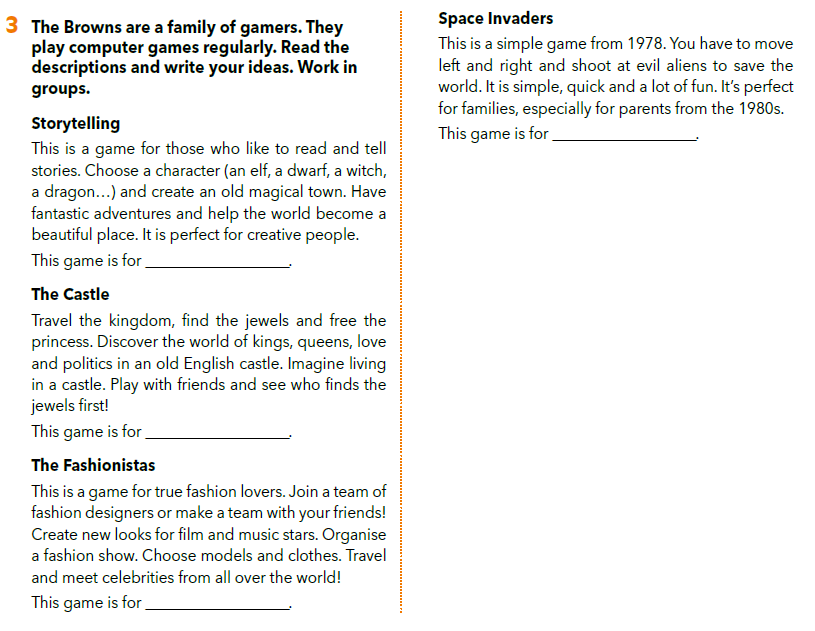 3 The Browns are a family of gamers. They
play computer games regularly. Read the
descriptions and write your ideas. Work in
groups.
Storytelling
This is a game for those who like to read and tell
stories. Choose a character (an elf, a dwarf, a witch,
a dragon...) and create an old magical town. Have
fantastic adventures and help the world become a
beautiful place. It is perfect for creative people.
This game is for __________________.
The Castle
Travel the kingdom, find the jewels and free the
princess. Discover the world of kings, queens, love
and politics in an old English castle. Imagine living
in a castle. Play with friends and see who finds the
jewels first!
This game is for __________________.
The Fashionistas
This is a game for true fashion lovers. Join a team of
fashion designers or make a team with your friends!
Create new looks for film and music stars. Organise
a fashion show. Choose models and clothes. Travel
and meet celebrities from all over the world!
This game is for __________________.
Space Invaders
This is a simple game from 1978. You have to move
left and right and shoot at evil aliens to save the
world. It is simple, quick and a lot of fun. It's perfect
for families, especially for parents from the 1980s.
This game is for __________________.